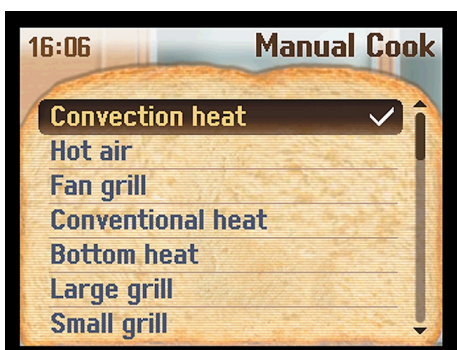 16:06 Manual Cook
Convection heat
Hot air
Fan grill
Conventional heat
Bottom heat
Large grill
Small grill